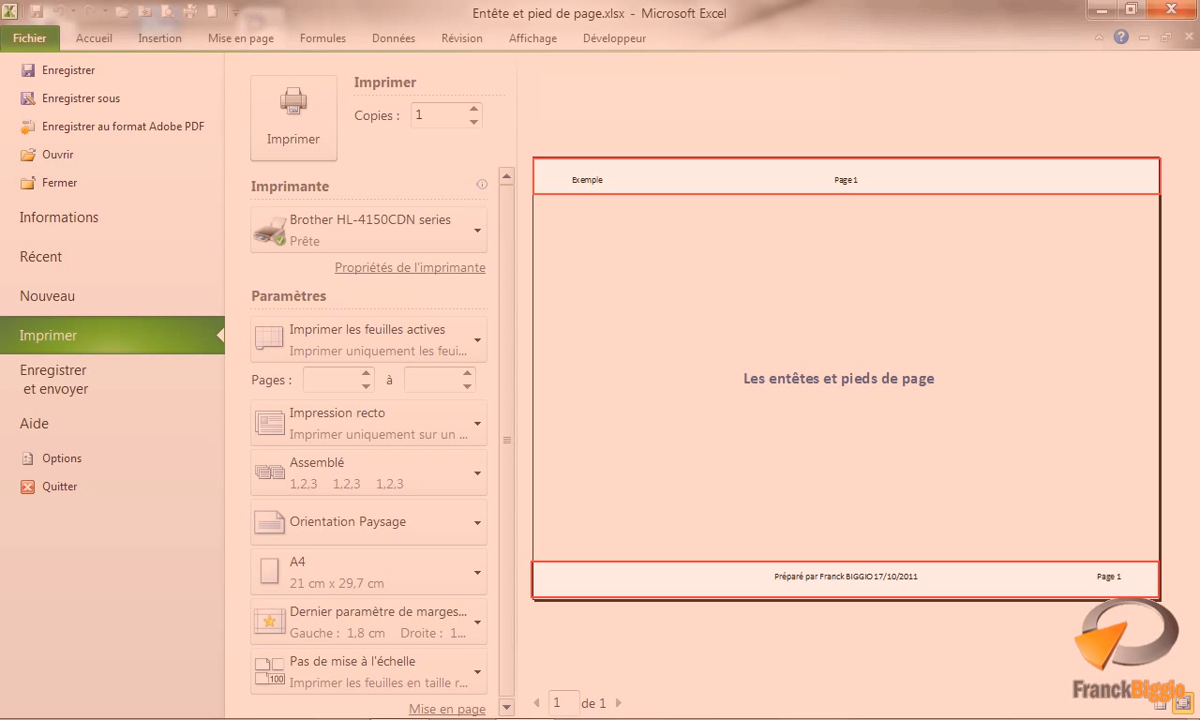 Entête et pied de page.xlsx - Microsoft Excel
Fichier Accueil Insertion Mise en page Formules Données Révision Affichage Développeur
Enregistrer
Enregistrer sous
Enregistrer au format Adobe PDF
Ouvrir
Fermer
Informations
Récent
Nouveau
Imprimer
Enregistrer
et envoyer
Aide
Options
Quitter
Imprimer
Imprimer
Copies : 1
Imprimante
Brother HL-4150CDN series
Prête
Propriétés de l'imprimante
Paramètres
Imprimer les feuilles actives
Imprimer uniquement les feui...
Pages : à
Impression recto
Imprimer uniquement sur un ...
Assemblé
1,2,3 1,2,3 1,2,3
Orientation Paysage
A4
21 cm x 29,7 cm
Dernier paramètre de marges...
Gauche : 1,8 cm Droite : 1...
Pas de mise à l'échelle
100
Imprimer les feuilles en taille r...
Mise en page
Exemple Page 1
Les entêtes et pieds de page
Préparé par Franck BIGGIO 17/10/2011 Page 1
1 de 1
FranckBiggio